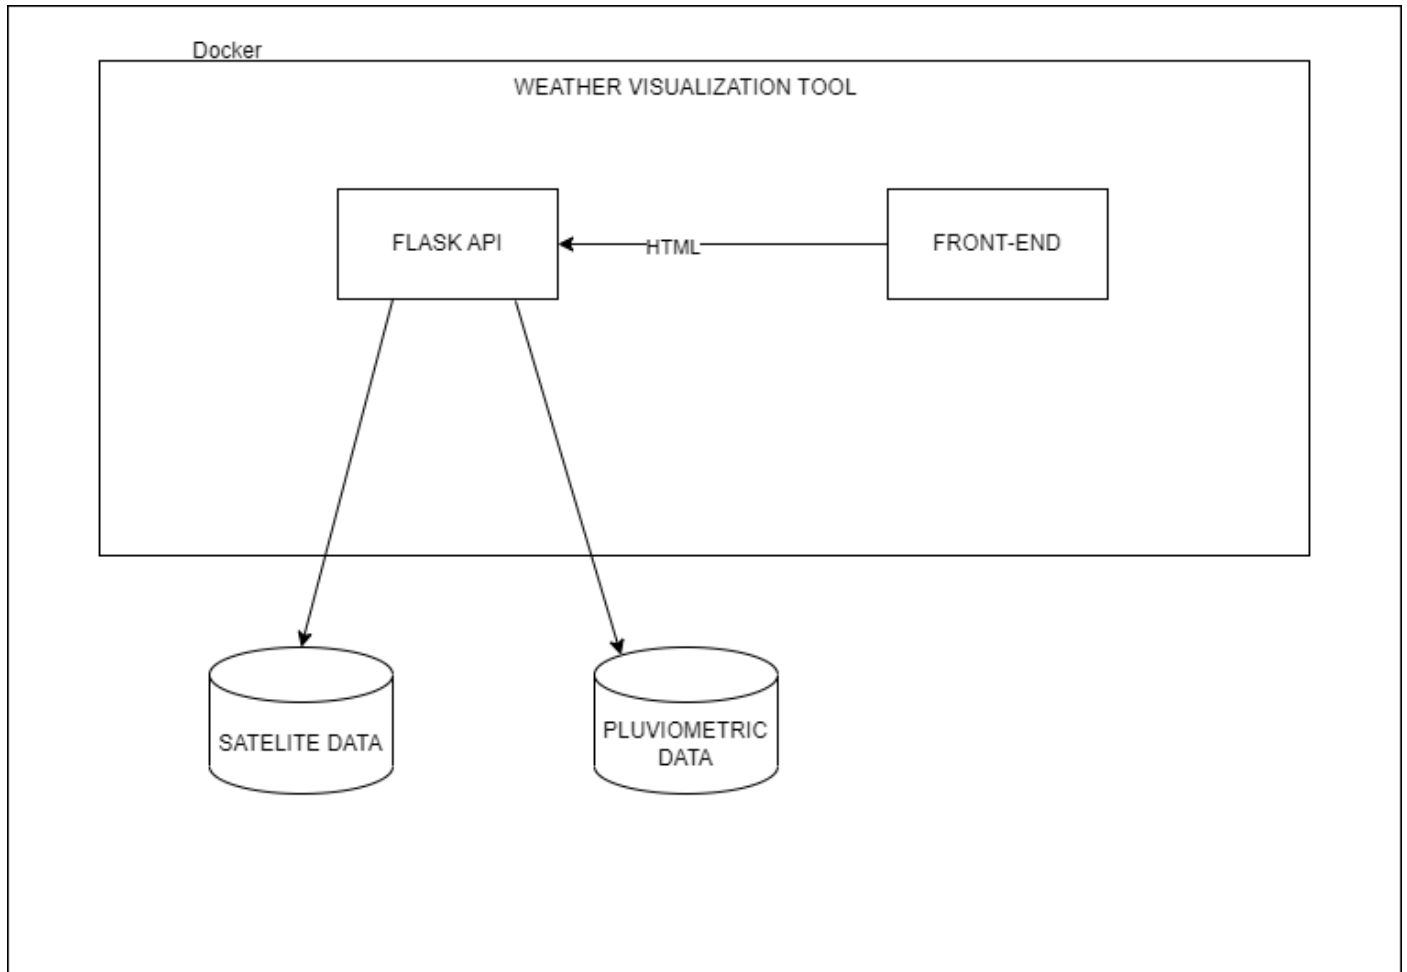 Docker
WEATHER VISUALIZATION TOOL
FLASK API
HTML
FRONT-END
SATELITE DATA
PLUVIOMETRIC
DATA